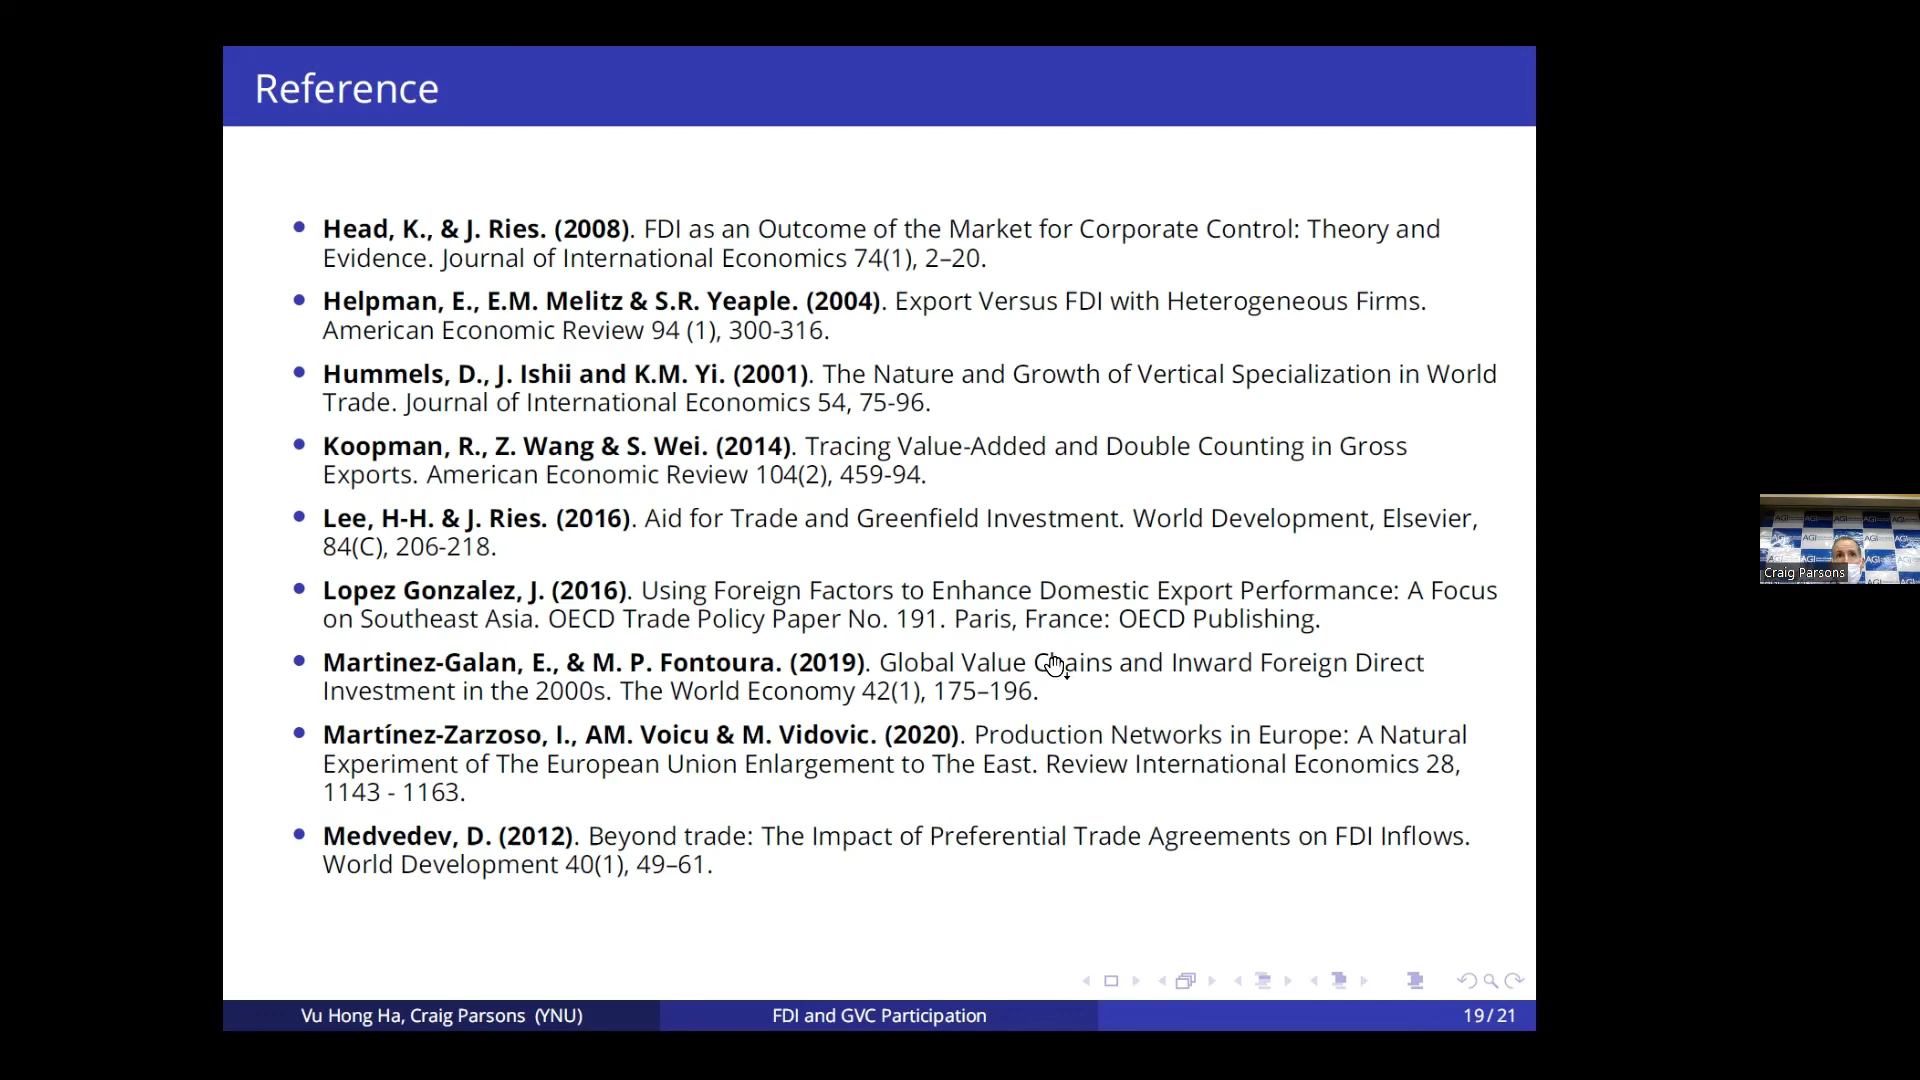 Reference
Head, K., & J. Ries. (2008). FDI as an Outcome of the Market for Corporate Control: Theory and
Evidence. Journal of International Economics 74(1), 2–20.
Helpman, E., E.M. Melitz & S.R. Yeaple. (2004). Export Versus FDI with Heterogeneous Firms.
American Economic Review 94 (1), 300-316.
Hummels, D., J. Ishii and K.M. Yi. (2001). The Nature and Growth of Vertical Specialization in World
Trade. Journal of International Economics 54, 75-96.
Koopman, R., Z. Wang & S. Wei. (2014). Tracing Value-Added and Double Counting in Gross
Exports. American Economic Review 104(2), 459-94.
Lee, H-H. & J. Ries. (2016). Aid for Trade and Greenfield Investment. World Development, Elsevier,
84(C), 206-218.
Lopez Gonzalez, J. (2016). Using Foreign Factors to Enhance Domestic Export Performance: A Focus
on Southeast Asia. OECD Trade Policy Paper No. 191. Paris, France: OECD Publishing.
Martinez-Galan, E., & M. P. Fontoura. (2019). Global Value Chains and Inward Foreign Direct
Investment in the 2000s. The World Economy 42(1), 175–196.
Martínez-Zarzoso, I., AM. Voicu & M. Vidovic. (2020). Production Networks in Europe: A Natural
Experiment of The European Union Enlargement to The East. Review International Economics 28,
1143 - 1163.
Medvedev, D. (2012). Beyond trade: The Impact of Preferential Trade Agreements on FDI Inflows.
World Development 40(1), 49–61.
Vu Hong Ha, Craig Parsons (YNU) FDI and GVC Participation 19/21
AGI AGI AGI AGI
AGI AGI AGI
AGI AGI
Craig Parsons